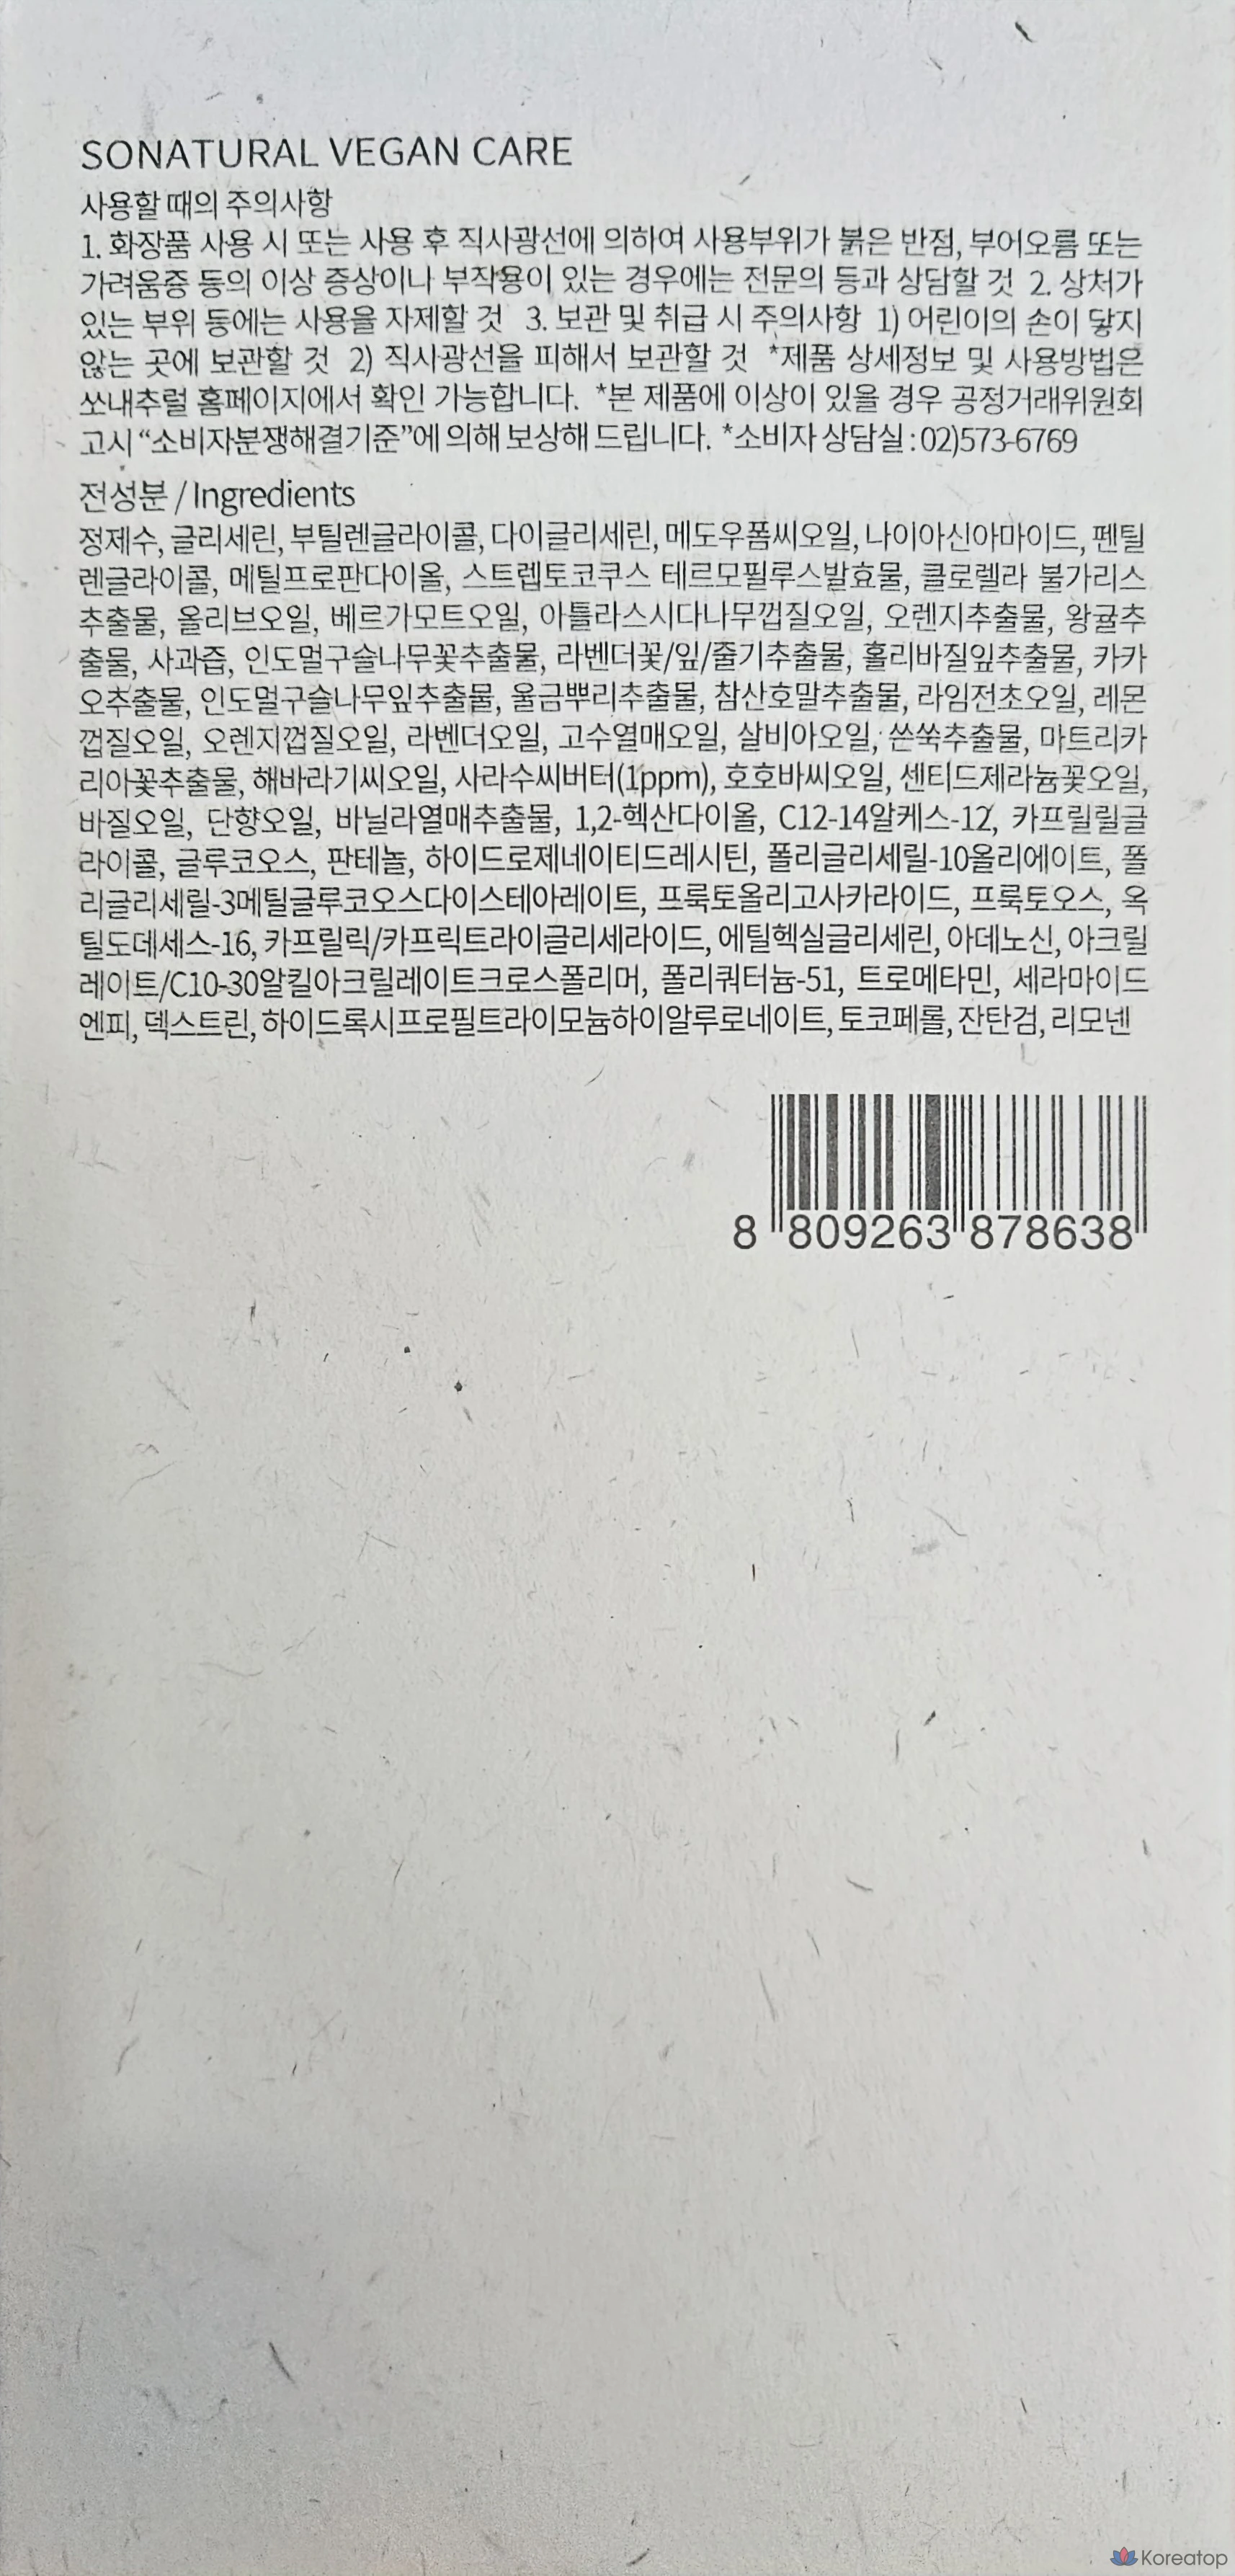 SONATURAL VEGAN CARE
사용할 때의 주의사항
1. 화장품 사용 시 또는 사용 후 직사광선에 의하여 사용부위가 붉은 반점, 부어오름 또는
가려움증 등의 이상 증상이나 부작용이 있는 경우에는 전문의 등과 상담할 것 2. 상처가
있는 부위 등에는 사용을 자제할 것 3. 보관 및 취급 시 주의사항 1) 어린이의 손이 닿지
않는 곳에 보관할 것 2) 직사광선을 피해서 보관할 것 *제품 상세정보 및 사용방법은
쏘내추럴 홈페이지에서 확인 가능합니다. *본 제품에 이상이 있을 경우 공정거래위원회
고시 “소비자분쟁해결기준”에 의해 보상해 드립니다. *소비자 상담실 : 02)573-6769
전성분 / Ingredients
정제수, 글리세린, 부틸렌글라이콜, 다이글리세린, 메도우폼씨오일, 나이아신아마이드, 펜틸
렌글라이콜, 메틸프로판다이올, 스트렙토코쿠스 테르모필루스발효물, 클로렐라 불가리스
추출물, 올리브오일, 베르가모트오일, 아틀라스시다나무껍질오일, 오렌지추출물, 왕귤추
출물, 사과즙, 인도멀구슬나무꽃추출물, 라벤더꽃/잎/줄기추출물, 홀리바질잎추출물, 카카
오추출물, 인도멀구슬나무잎추출물, 울금뿌리추출물, 참산호말추출물, 라임전초오일, 레몬
껍질오일, 오렌지껍질오일, 라벤더오일, 고수열매오일, 살비아오일, 쓴쑥추출물, 마트리카
리아꽃추출물, 해바라기씨오일, 사라수씨버터(1ppm), 호호바씨오일, 센티드제라늄꽃오일,
바질오일, 단향오일, 바닐라열매추출물, 1,2-헥산다이올, C12-14알케스-12, 카프릴릴글
라이콜, 글루코오스, 판테놀, 하이드로제네이티드레시틴, 폴리글리세릴-10올리에이트, 폴
리글리세릴-3메틸글루코오스다이스테아레이트, 프룩토올리고사카라이드, 프룩토오스, 옥
틸도데세스-16, 카프릴릭/카프릭트라이글리세라이드, 에틸헥실글리세린, 아데노신, 아크릴
레이트/C10-30알킬아크릴레이트크로스폴리머, 폴리쿼터늄-51, 트로메타민, 세라마이드
엔피, 덱스트린, 하이드록시프로필트라이모늄하이알루로네이트, 토코페롤, 잔탄검, 리모넨
8 809263 878638
Koreatop